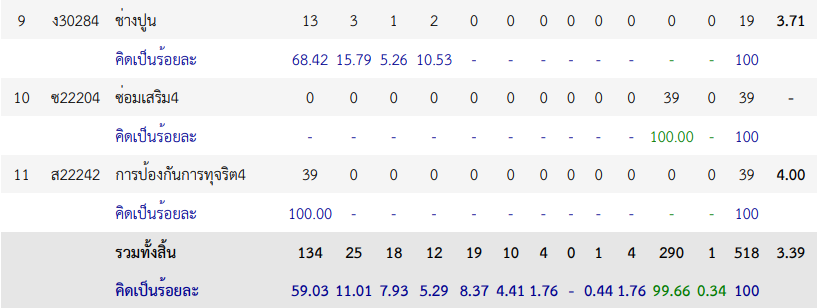 9 ง30284 ช่างปูน 13 3 1 2 0 0 0 0 0 0 0 0 19 3.71
คิดเป็นร้อยละ 68.42 15.79 5.26 10.53 - - - - - - - - 100
10 ซ22204 ซ่อมเสริม4 0 0 0 0 0 0 0 0 0 0 39 0 39 -
คิดเป็นร้อยละ - - - - - - - - - - 100.00 - 100
11 ส22242 การป้องกันการทุจริต4 39 0 0 0 0 0 0 0 0 0 0 0 39 4.00
คิดเป็นร้อยละ 100.00 - - - - - - - - - - - 100
รวมทั้งสิ้น 134 25 18 12 19 10 4 0 1 4 290 1 518 3.39
คิดเป็นร้อยละ 59.03 11.01 7.93 5.29 8.37 4.41 1.76 - 0.44 1.76 99.66 0.34 100